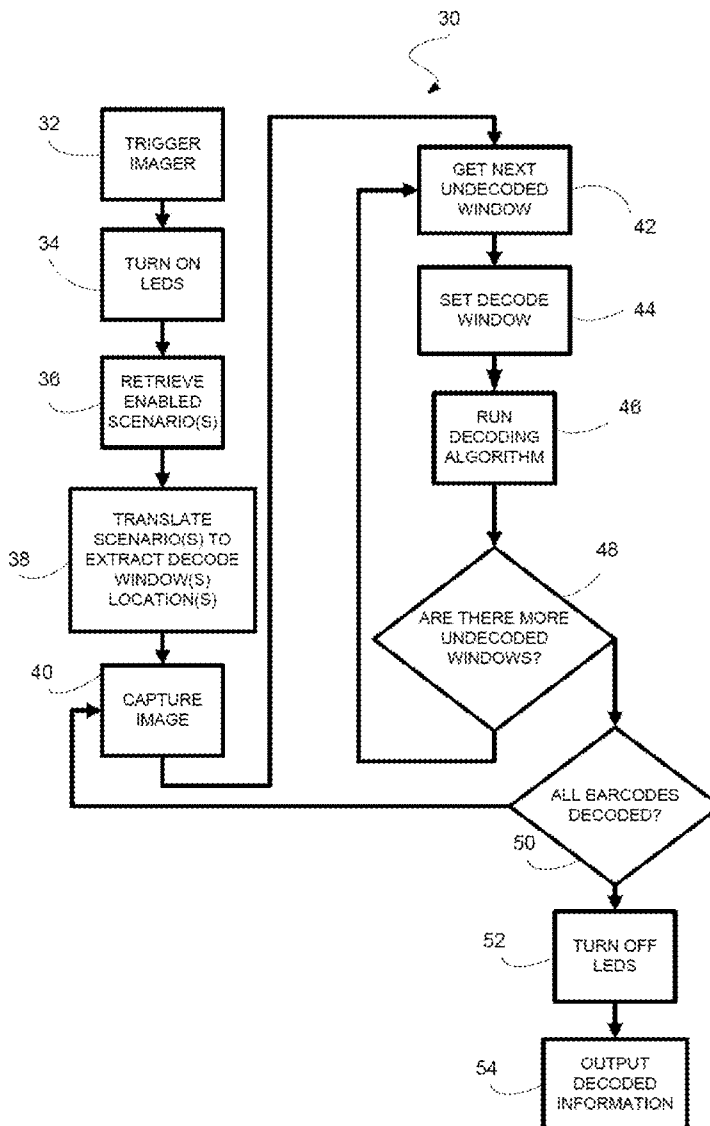 30
32
TRIGGER
IMAGER
34
TURN ON
LEDS
36
RETRIEVE
ENABLED
SCENARIO(S)
38
TRANSLATE
SCENARIO(S) TO
EXTRACT DECODE
WINDOW(S)
LOCATION(S)
40
CAPTURE
IMAGE
GET NEXT
UNDECODED
WINDOW
42
SET DECODE
WINDOW
44
RUN
DECODING
ALGORITHM
46
48
ARE THERE MORE
UNDECODED
WINDOWS?
ALL BARCODES
DECODED?
50
52
TURN OFF
LEDS
54
OUTPUT
DECODED
INFORMATION